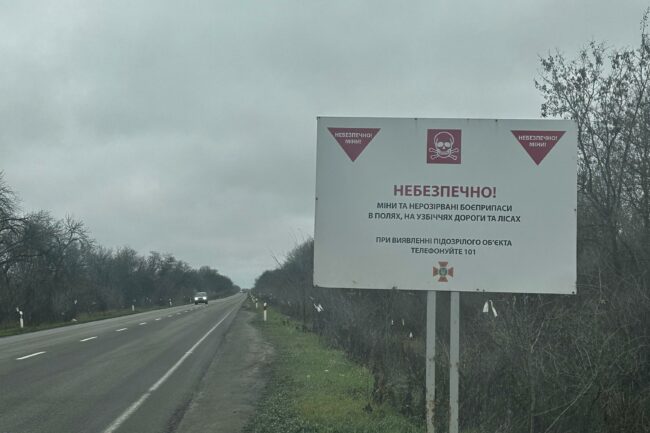 НЕБЕЗПЕЧНО!
МІНИ!
НЕБЕЗПЕЧНО!
МІНИ!
НЕБЕЗПЕЧНО!
МІНИ ТА НЕРОЗІРВАНІ БОЄПРИПАСИ
В ПОЛЯХ, НА УЗБІЧЧЯХ ДОРОГИ ТА ЛІСАХ
ПРИ ВИЯВЛЕННІ ПІДОЗРІЛОГО ОБ'ЄКТА
ТЕЛЕФОНУЙТЕ 101